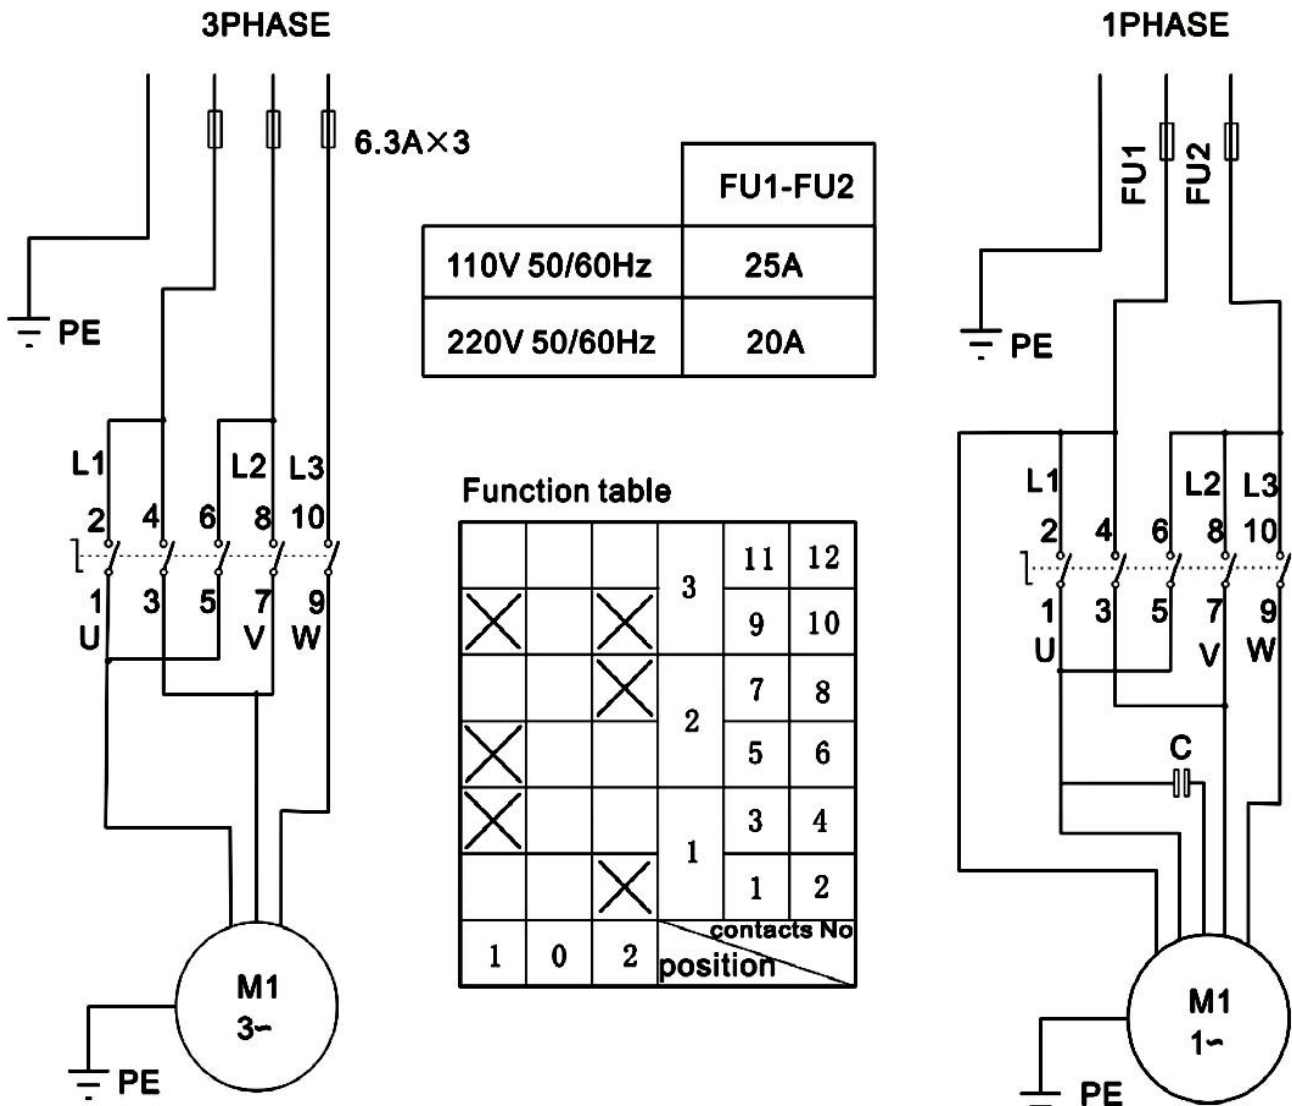 3PHASE
1PHASE
6.3A×3
FU1
FU2
FU1-FU2
110V 50/60Hz 25A
220V 50/60Hz 20A
PE
PE
L1 L2 L3
2 4 6 8 10
1 3 5 7 9
U V W
M1
3~
PE
Function table
3 11 12
9 10
2 7 8
5 6
1 3 4
1 2
contacts No
1 0 2 position
L1 L2 L3
2 4 6 8 10
1 3 5 7 9
U V W
C
M1
1~
PE